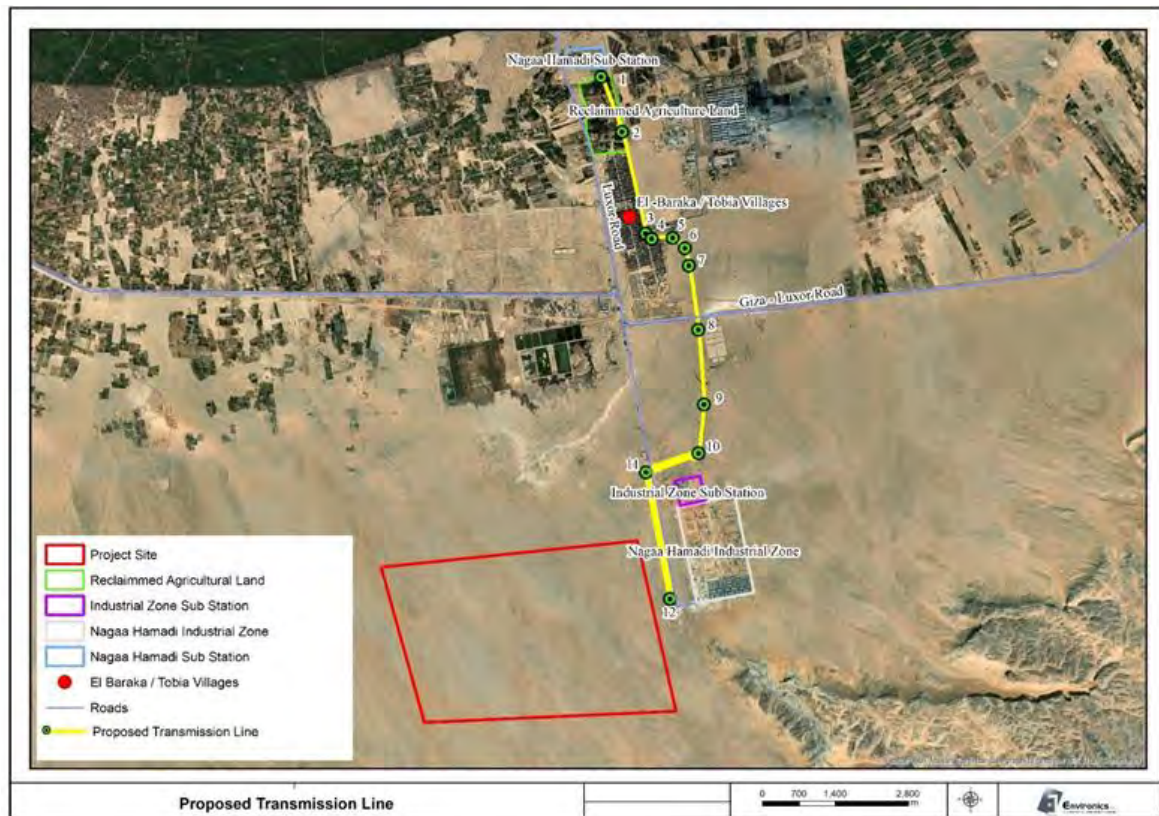 Nagaa Hamadi Sub Station
1
Reclaimmed Agriculture Land
2
El -Baraka / Tobia Villages
Luxor Road
3
4
5
6
7
Giza - Luxor Road
8
9
10
11
Industrial Zone Sub Station
Nagaa Hamadi Industrial Zone
12
Project Site
Reclaimmed Agricultural Land
Industrial Zone Sub Station
Nagaa Hamadi Industrial Zone
Nagaa Hamadi Sub Station
El Baraka / Tobia Villages
Roads
Proposed Transmission Line
Proposed Transmission Line
0 700 1,400 2,800
m
Environics